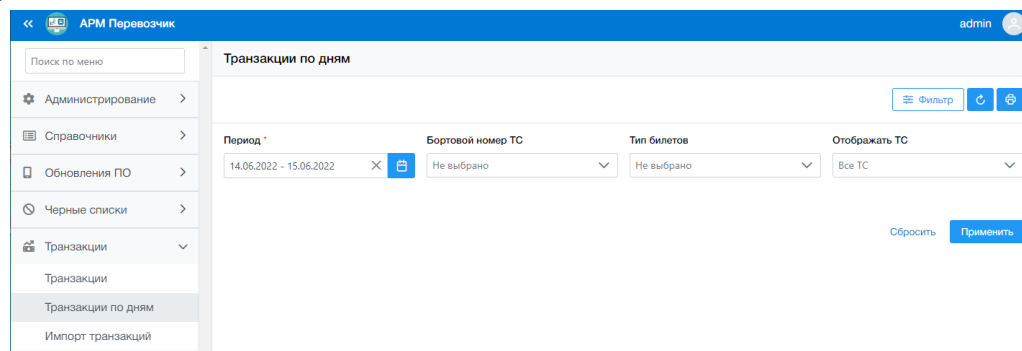 АРМ Перевозчик
admin
Поиск по меню
Администрирование
Справочники
Обновления ПО
Черные списки
Транзакции
Транзакции
Транзакции по дням
Импорт транзакций
Транзакции по дням
Фильтр
Период *
Бортовой номер ТС
Тип билетов
Отображать ТС
14.06.2022 - 15.06.2022
Не выбрано
Не выбрано
Все ТС
Сбросить
Применить